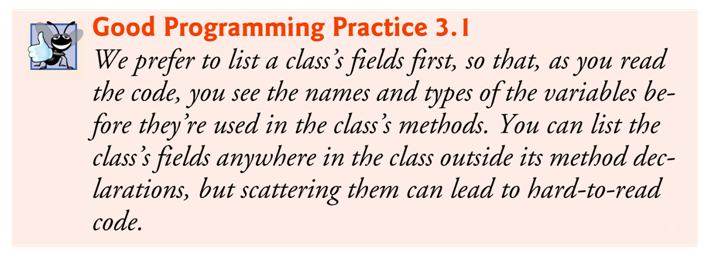 Good Programming Practice 3.1
We prefer to list a class’s fields first, so that, as you read
the code, you see the names and types of the variables be-
fore they’re used in the class’s methods. You can list the
class’s fields anywhere in the class outside its method dec-
larations, but scattering them can lead to hard-to-read
code.